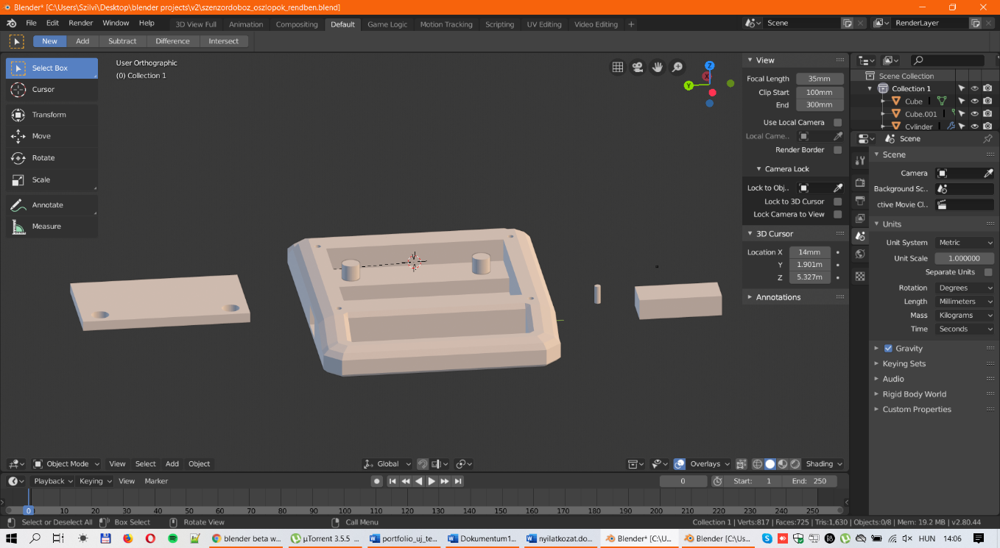 Blender* [C:\Users\Szilvi\Desktop\blender projects\v2\szenzordoboz_oszlopok_rendben.blend]
File Edit Render Window Help
3D View Full Animation Compositing Default Game Logic Motion Tracking Scripting UV Editing Video Editing +
Scene
RenderLayer
New Add Subtract Difference Intersect
Select Box
Cursor
Transform
Move
Rotate
Scale
Annotate
Measure
User Orthographic
(0) Collection 1
Z
X
Y
View
Focal Length 35mm
Clip Start 100mm
End 300mm
Use Local Camera
Local Came..
Render Border
Camera Lock
Lock to Obj..
Lock to 3D Cursor
Lock Camera to View
3D Cursor
Location X 14mm
Y 1.901m
Z 5.327m
Annotations
Scene Collection
Collection 1
Cube
Cube.001
Cylinder
Scene
Scene
Camera
Background Sc..
ctive Movie Cl..
Units
Unit System Metric
Unit Scale 1.000000
Separate Units
Rotation Degrees
Length Millimeters
Mass Kilograms
Time Seconds
Gravity
Keying Sets
Audio
Rigid Body World
Custom Properties
Object Mode View Select Add Object Global Overlays Shading
Playback Keying View Marker 0 Start: 1 End: 250
0 10 20 30 40 50 60 70 80 90 100 110 120 130 140 150 160 170 180 190 200 210 220 230 240 250
Select or Deselect All Box Select Rotate View Call Menu Collection 1 | Verts:817 | Faces:725 | Tris:1,630 | Objects:0/8 | Mem: 19.2 MB | v2.80.44
blender beta w... µTorrent 3.5.5 ... portfolio_uj_te... Dokumentum1... nyilatkozat.do... Blender* [C:\U... Blender [C:\Us... HUN 14:06